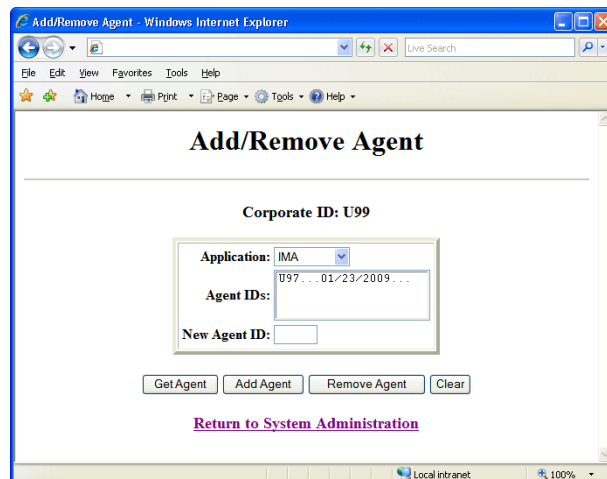 Add/Remove Agent - Windows Internet Explorer
Live Search
File Edit View Favorites Tools Help
Home Print Page Tools Help
Add/Remove Agent
Corporate ID: U99
Application: IMA
Agent IDs: U97...01/23/2009...
New Agent ID:
Get Agent Add Agent Remove Agent Clear
Return to System Administration
Local intranet 100%